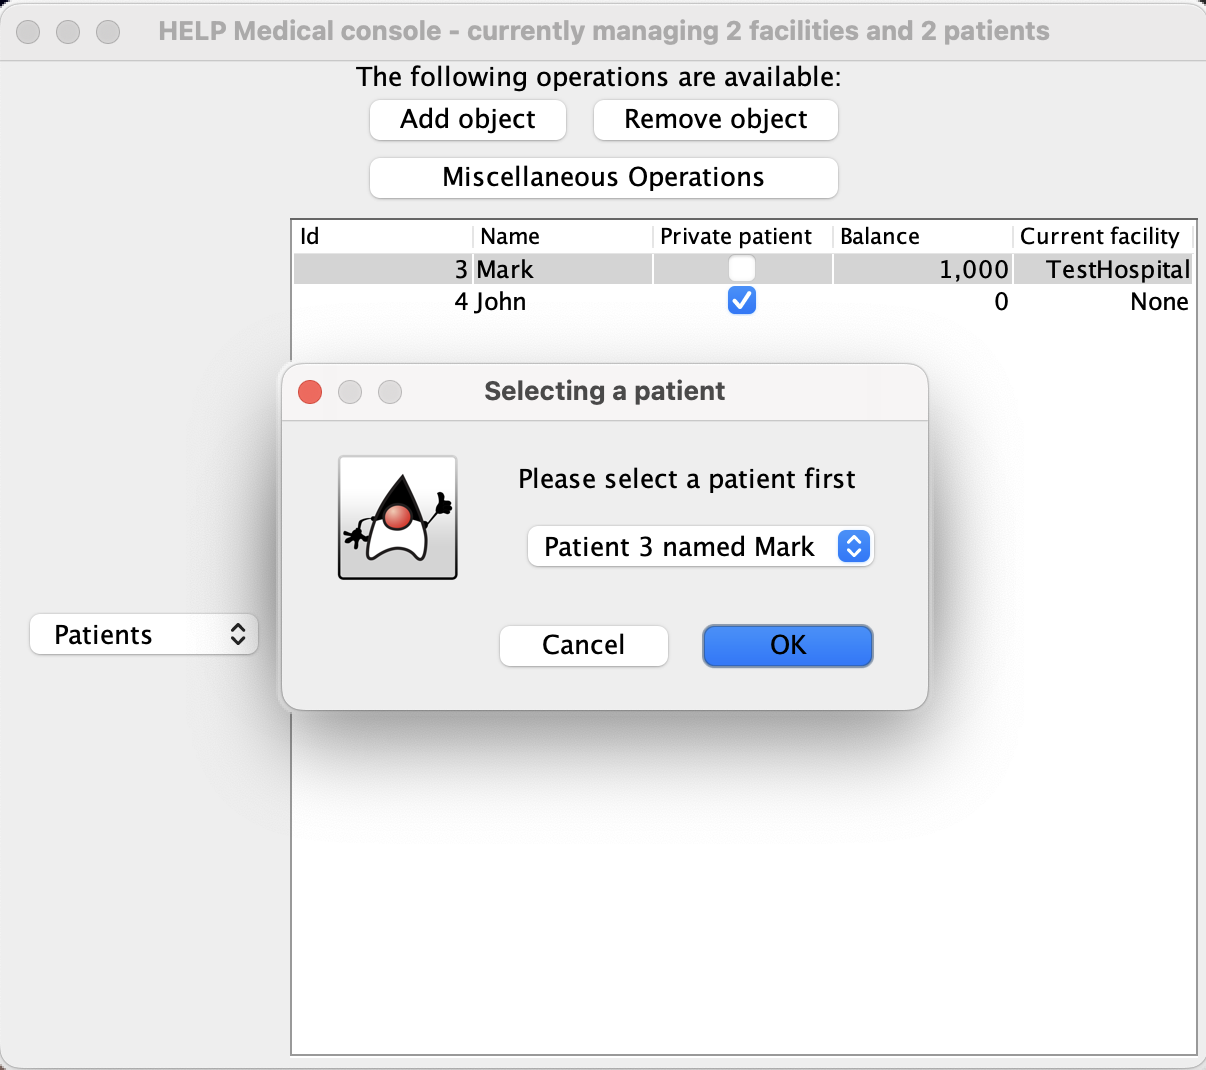 HELP Medical console - currently managing 2 facilities and 2 patients
The following operations are available:
Add object Remove object
Miscellaneous Operations
Id Name Private patient Balance Current facility
3 Mark 1,000 TestHospital
4 John 0 None
Selecting a patient
Please select a patient first
Patient 3 named Mark
Patients
Cancel OK